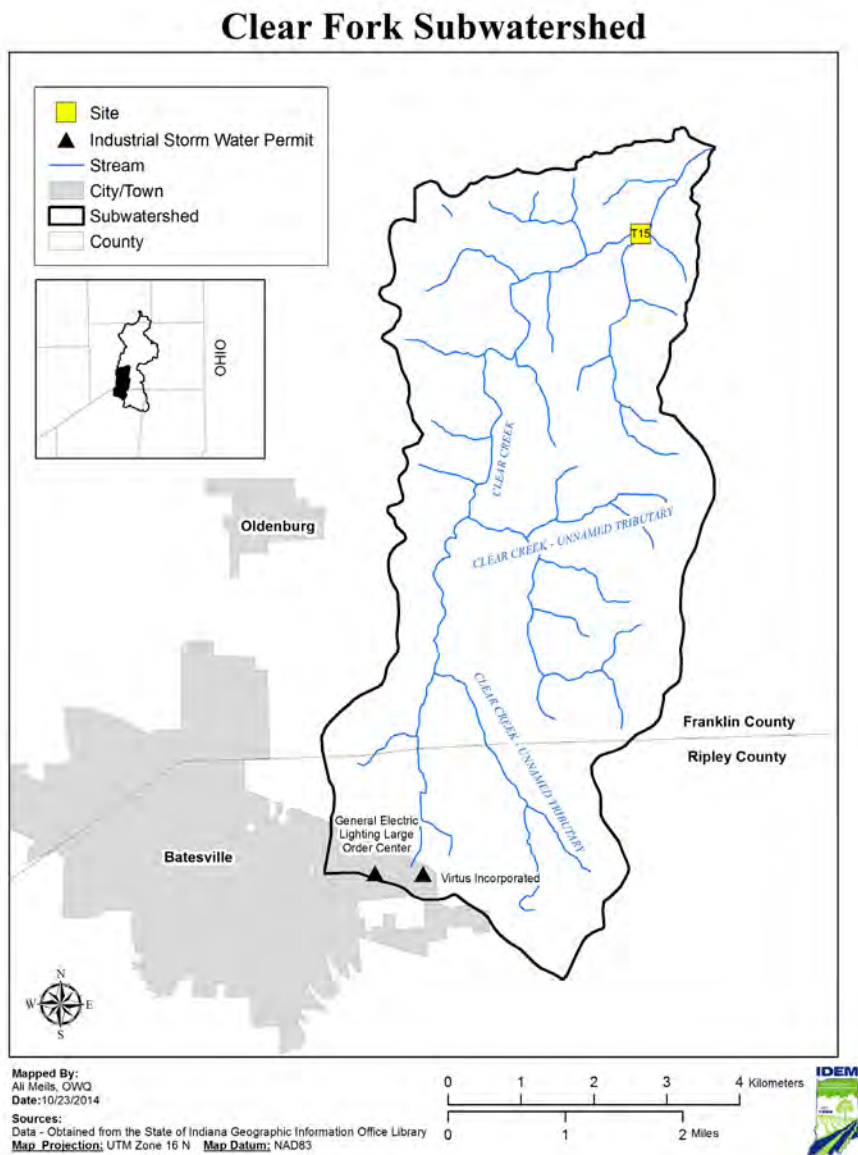 Clear Fork Subwatershed
Site
Industrial Storm Water Permit
Stream
City/Town
Subwatershed
County
OHIO
T15
CLEAR CREEK
Oldenburg
CLEAR CREEK - UNNAMED TRIBUTARY
CLEAR CREEK - UNNAMED TRIBUTARY
Franklin County
Ripley County
General Electric
Lighting Large
Order Center
Batesville
Virtus Incorporated
N
W E
S
Mapped By:
Ali Meils, OWQ
Date:10/23/2014
Sources:
Data - Obtained from the State of Indiana Geographic Information Office Library
Map Projection: UTM Zone 16 N Map Datum: NAD83
0 1 2 3 4 Kilometers
0 1 2 Miles
IDEM